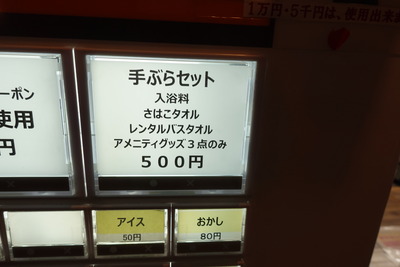 1万円・5千円は、使用出来
手ぶらセット
入浴料
さはこタオル
レンタルバスタオル
アメニティグッズ3点のみ
500円
ーポン
使用
円
アイス
50円
おかし
80円